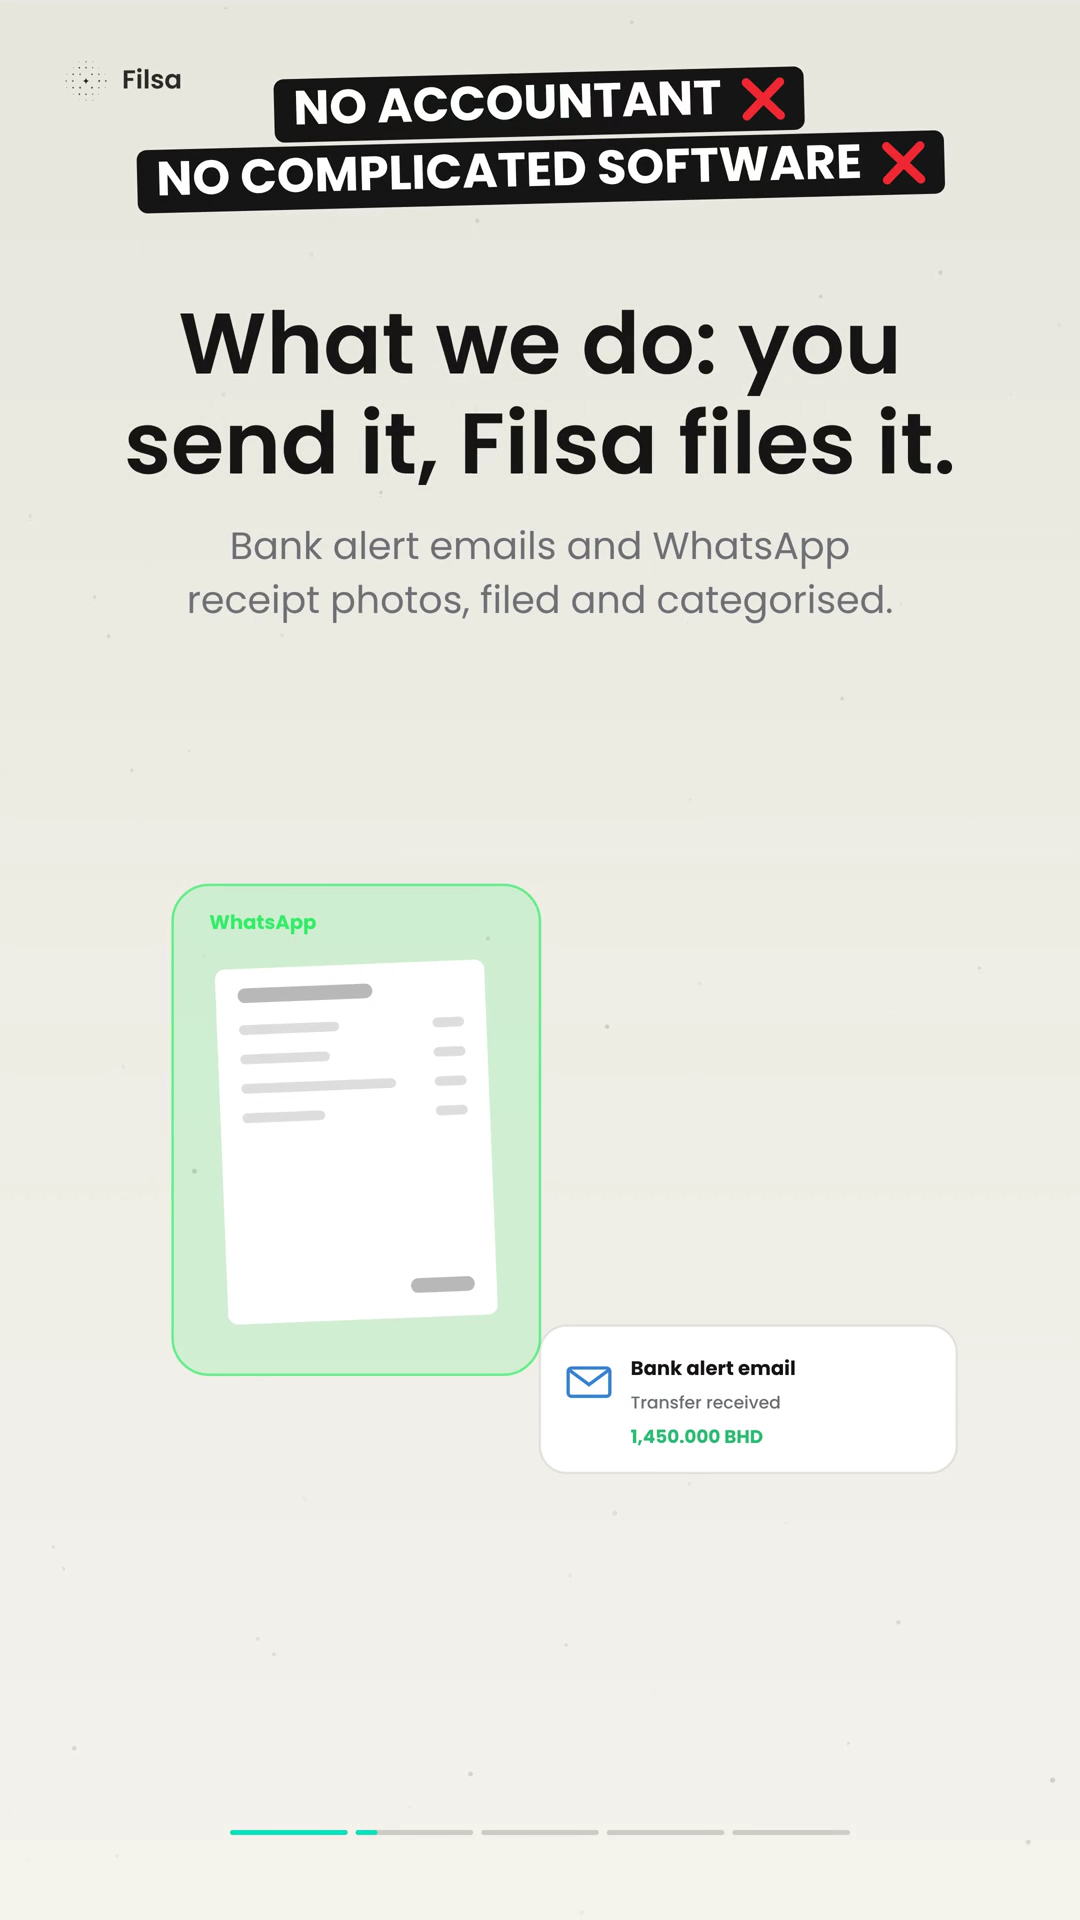 Filsa
NO ACCOUNTANT ❌
NO COMPLICATED SOFTWARE ❌
What we do: you
send it, Filsa files it.
Bank alert emails and WhatsApp
receipt photos, filed and categorised.
WhatsApp
Bank alert email
Transfer received
1,450.000 BHD